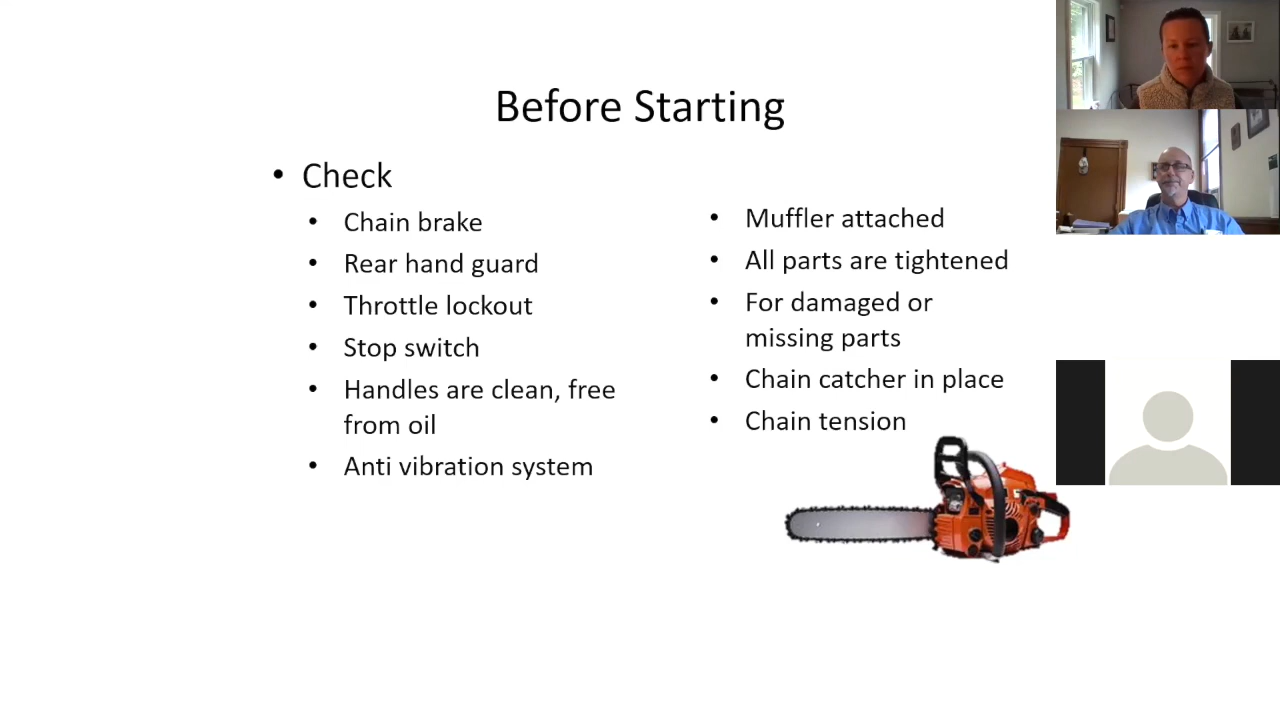 Before Starting
• Check
• Chain brake
• Rear hand guard
• Throttle lockout
• Stop switch
• Handles are clean, free
from oil
• Anti vibration system
• Muffler attached
• All parts are tightened
• For damaged or
missing parts
• Chain catcher in place
• Chain tension